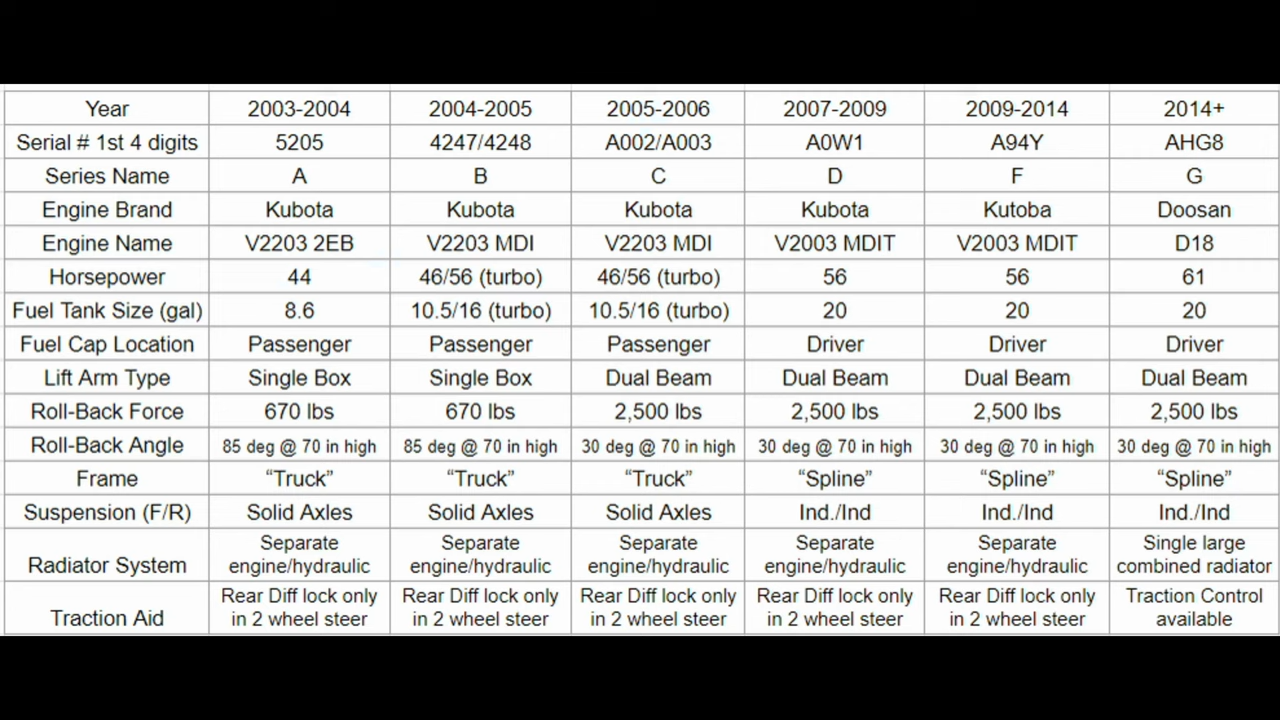 Year 2003-2004 2004-2005 2005-2006 2007-2009 2009-2014 2014+
Serial # 1st 4 digits 5205 4247/4248 A002/A003 A0W1 A94Y AHG8
Series Name A B C D F G
Engine Brand Kubota Kubota Kubota Kubota Kutoba Doosan
Engine Name V2203 2EB V2203 MDI V2203 MDI V2003 MDIT V2003 MDIT D18
Horsepower 44 46/56 (turbo) 46/56 (turbo) 56 56 61
Fuel Tank Size (gal) 8.6 10.5/16 (turbo) 10.5/16 (turbo) 20 20 20
Fuel Cap Location Passenger Passenger Passenger Driver Driver Driver
Lift Arm Type Single Box Single Box Dual Beam Dual Beam Dual Beam Dual Beam
Roll-Back Force 670 lbs 670 lbs 2,500 lbs 2,500 lbs 2,500 lbs 2,500 lbs
Roll-Back Angle 85 deg @ 70 in high 85 deg @ 70 in high 30 deg @ 70 in high 30 deg @ 70 in high 30 deg @ 70 in high 30 deg @ 70 in high
Frame “Truck” “Truck” “Truck” “Spline” “Spline” “Spline”
Suspension (F/R) Solid Axles Solid Axles Solid Axles Ind./Ind Ind./Ind Ind./Ind
Separate Separate Separate Separate Separate Single large
Radiator System engine/hydraulic engine/hydraulic engine/hydraulic engine/hydraulic engine/hydraulic combined radiator
Rear Diff lock only Rear Diff lock only Rear Diff lock only Rear Diff lock only Rear Diff lock only Traction Control
Traction Aid in 2 wheel steer in 2 wheel steer in 2 wheel steer in 2 wheel steer in 2 wheel steer available